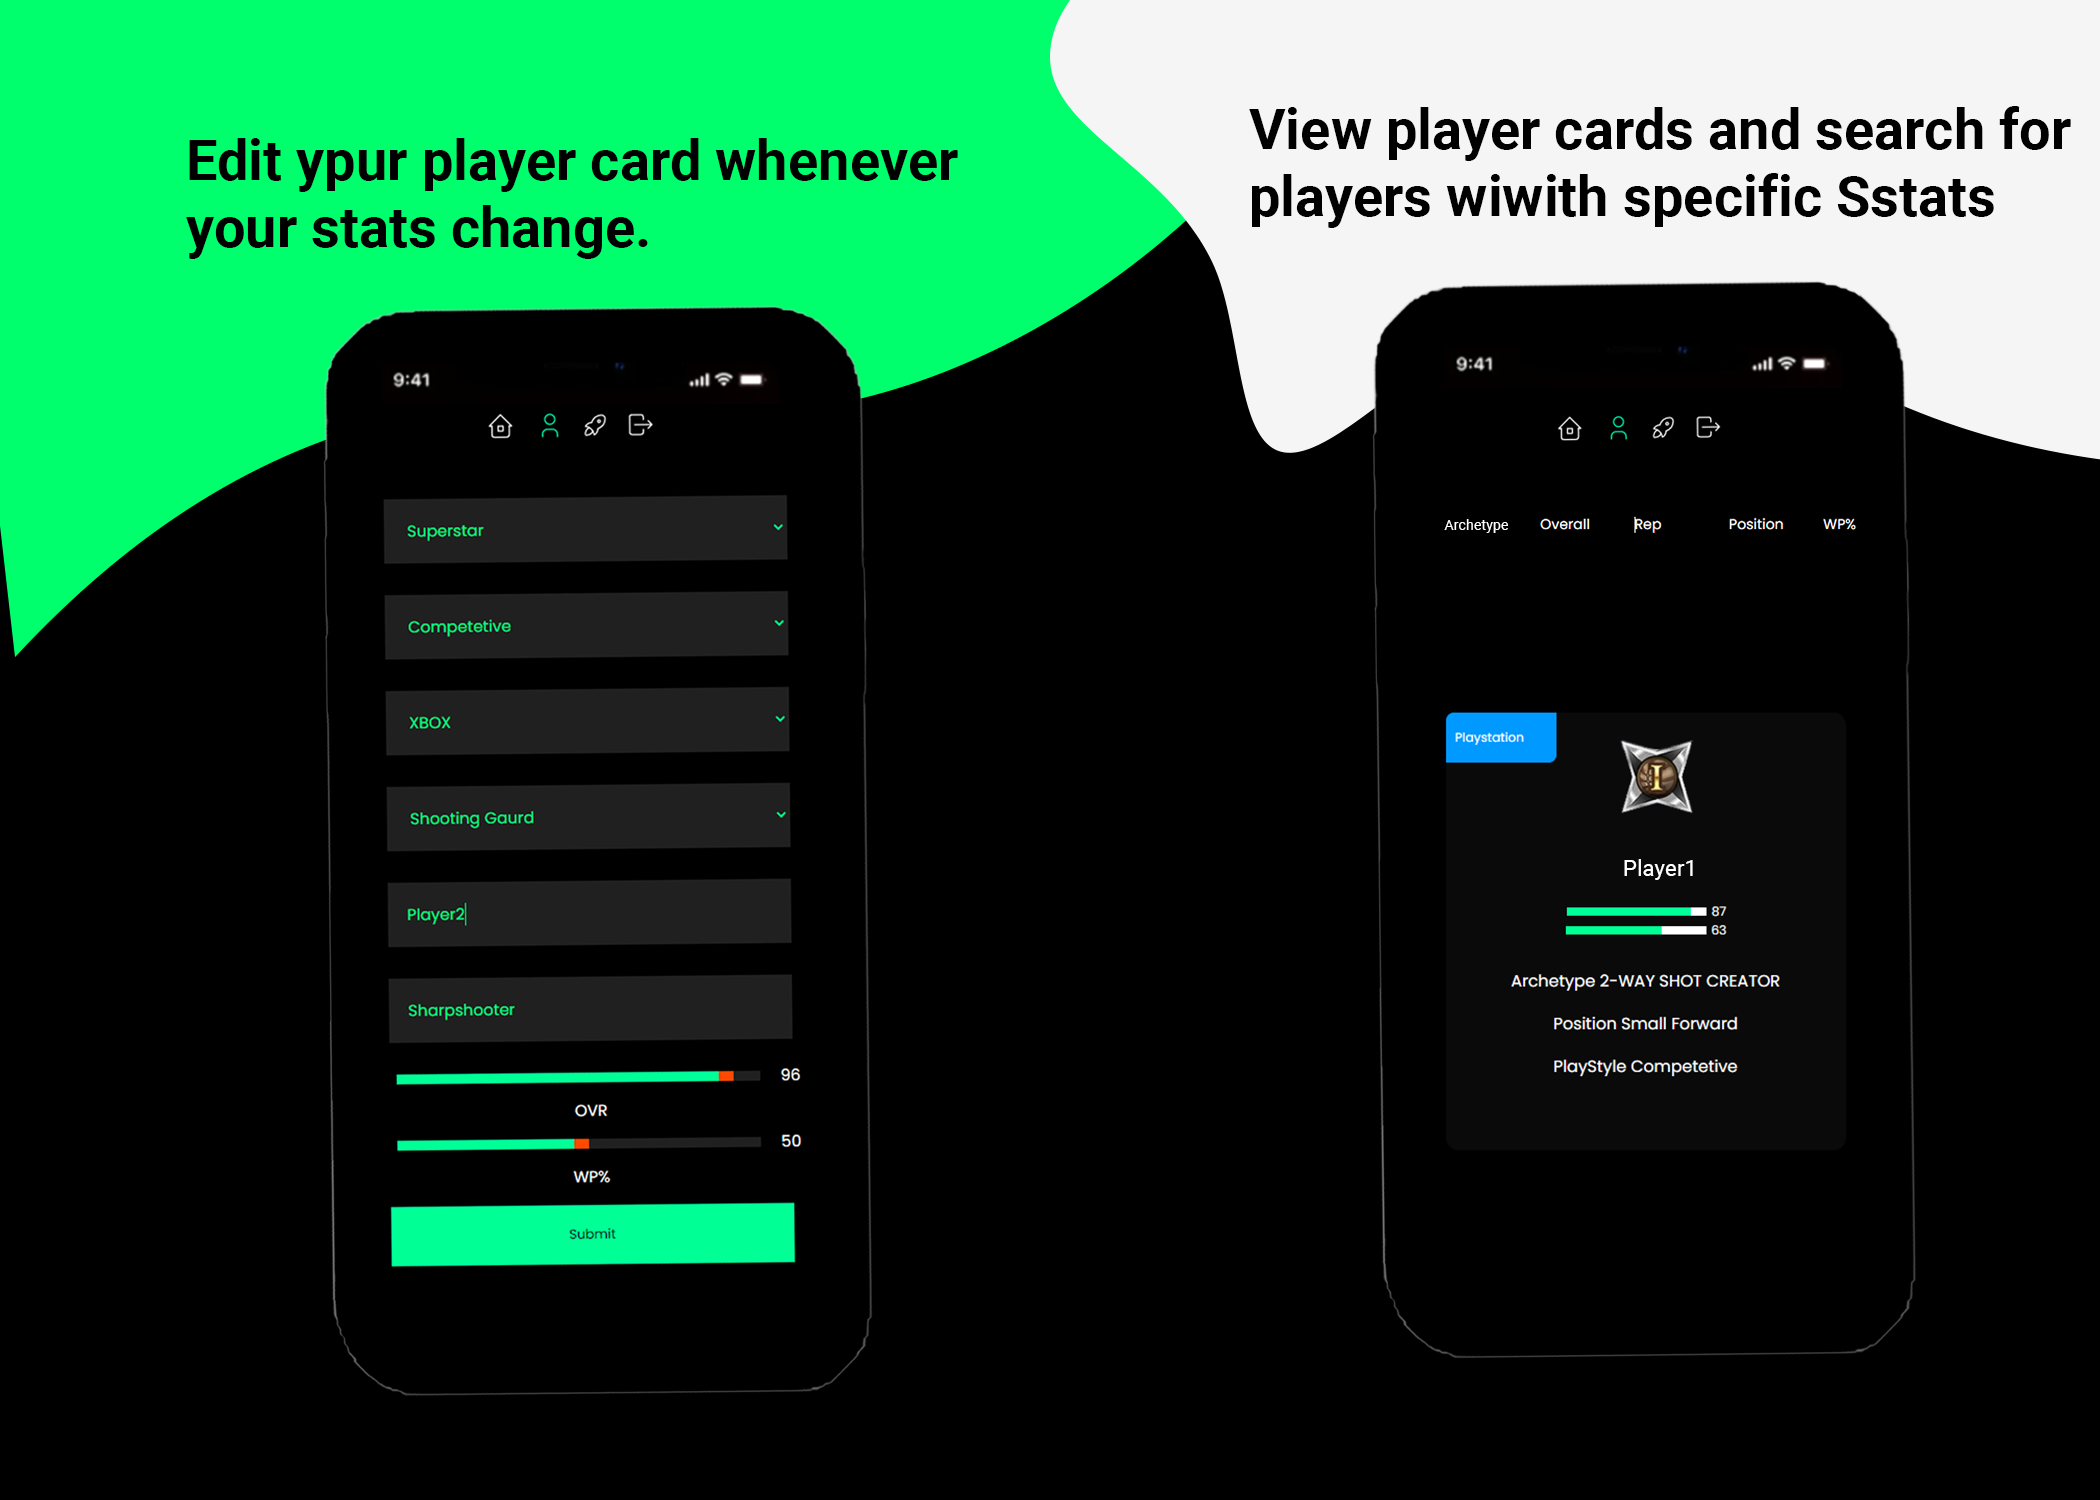 Edit ypur player card whenever
your stats change.
9:41
Superstar
Competetive
XBOX
Shooting Gaurd
Player2
Sharpshooter
96
OVR
50
WP%
Submit
View player cards and search for
players wiwith specific Sstats
9:41
Archetype Overall Rep Position WP%
Playstation
I
Player1
87
63
Archetype 2-WAY SHOT CREATOR
Position Small Forward
PlayStyle Competetive